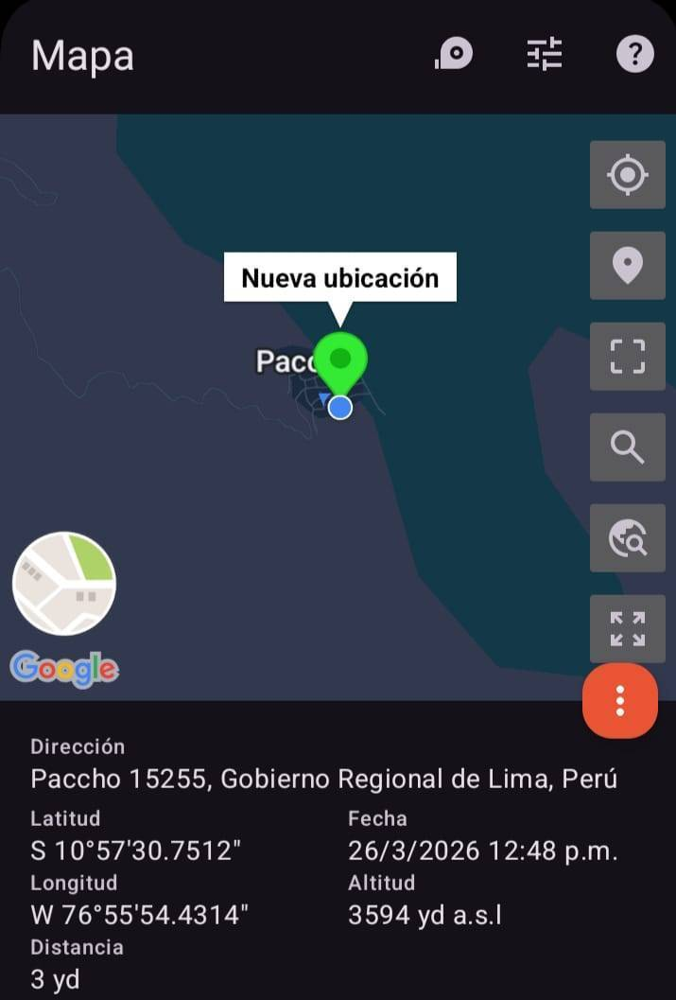 Mapa
Nueva ubicación
Pacc
Google
Dirección
Paccho 15255, Gobierno Regional de Lima, Perú
Latitud
S 10°57'30.7512"
Fecha
26/3/2026 12:48 p.m.
Longitud
W 76°55'54.4314"
Altitud
3594 yd a.s.l
Distancia
3 yd